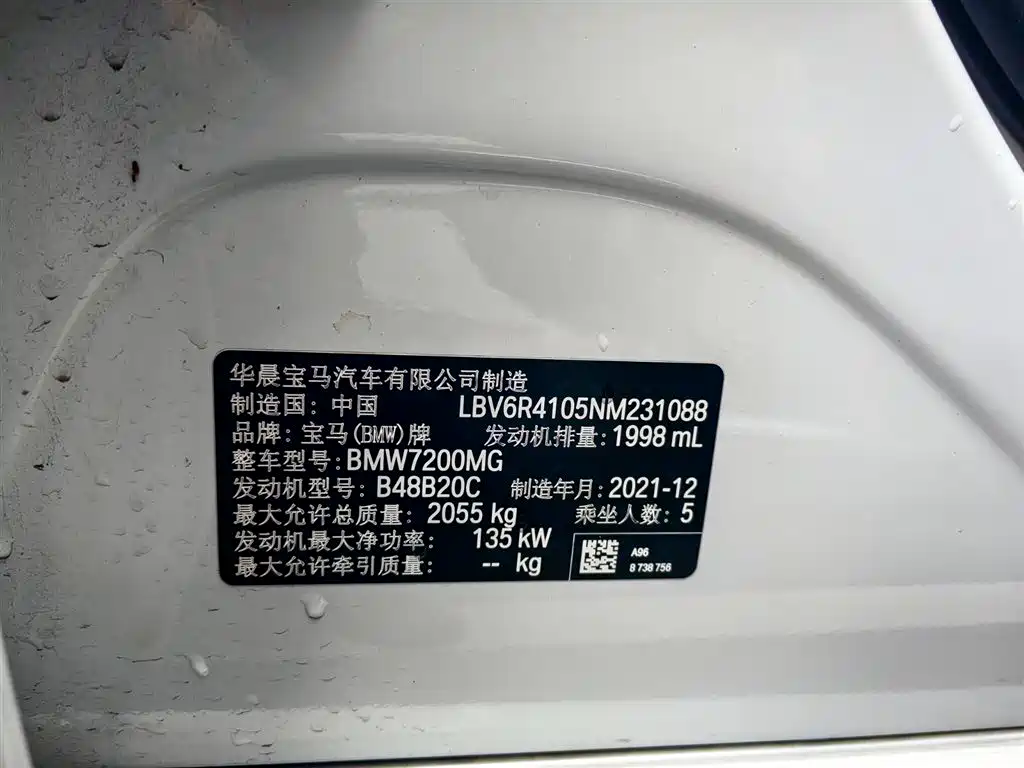 华晨宝马汽车有限公司制造
制造国：中国 LBV6R4105NM231088
品牌：宝马(BMW)牌 发动机排量：1998 mL
整车型号：BMW7200MG
发动机型号：B48B20C 制造年月：2021-12
最大允许总质量：2055 kg 乘坐人数：5
发动机最大净功率：135 kW
最大允许牵引质量：-- kg
A96
8 738 756